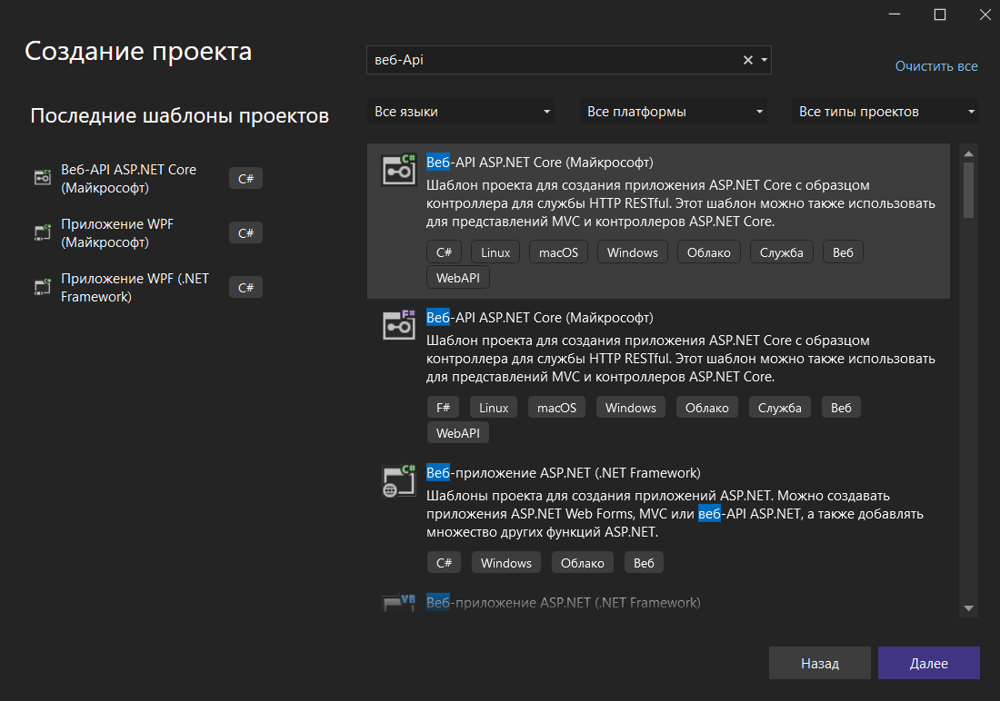 Создание проекта
веб-Api
Очистить все
Последние шаблоны проектов
Все языки
Все платформы
Все типы проектов
Веб-API ASP.NET Core
(Майкрософт)
C#
Приложение WPF
(Майкрософт)
C#
Приложение WPF (.NET
Framework)
C#
C#
Веб-API ASP.NET Core (Майкрософт)
Шаблон проекта для создания приложения ASP.NET Core с образцом
контроллера для службы HTTP RESTful. Этот шаблон можно также использовать
для представлений MVC и контроллеров ASP.NET Core.
C# Linux macOS Windows Облако Служба Веб
WebAPI
F#
Веб-API ASP.NET Core (Майкрософт)
Шаблон проекта для создания приложения ASP.NET Core с образцом
контроллера для службы HTTP RESTful. Этот шаблон можно также использовать
для представлений MVC и контроллеров ASP.NET Core.
F# Linux macOS Windows Облако Служба Веб
WebAPI
C#
Веб-приложение ASP.NET (.NET Framework)
Шаблоны проекта для создания приложений ASP.NET. Можно создавать
приложения ASP.NET Web Forms, MVC или веб-API ASP.NET, а также добавлять
множество других функций ASP.NET.
C# Windows Облако Веб
VB
Веб-приложение ASP.NET (.NET Framework)
Назад
Далее